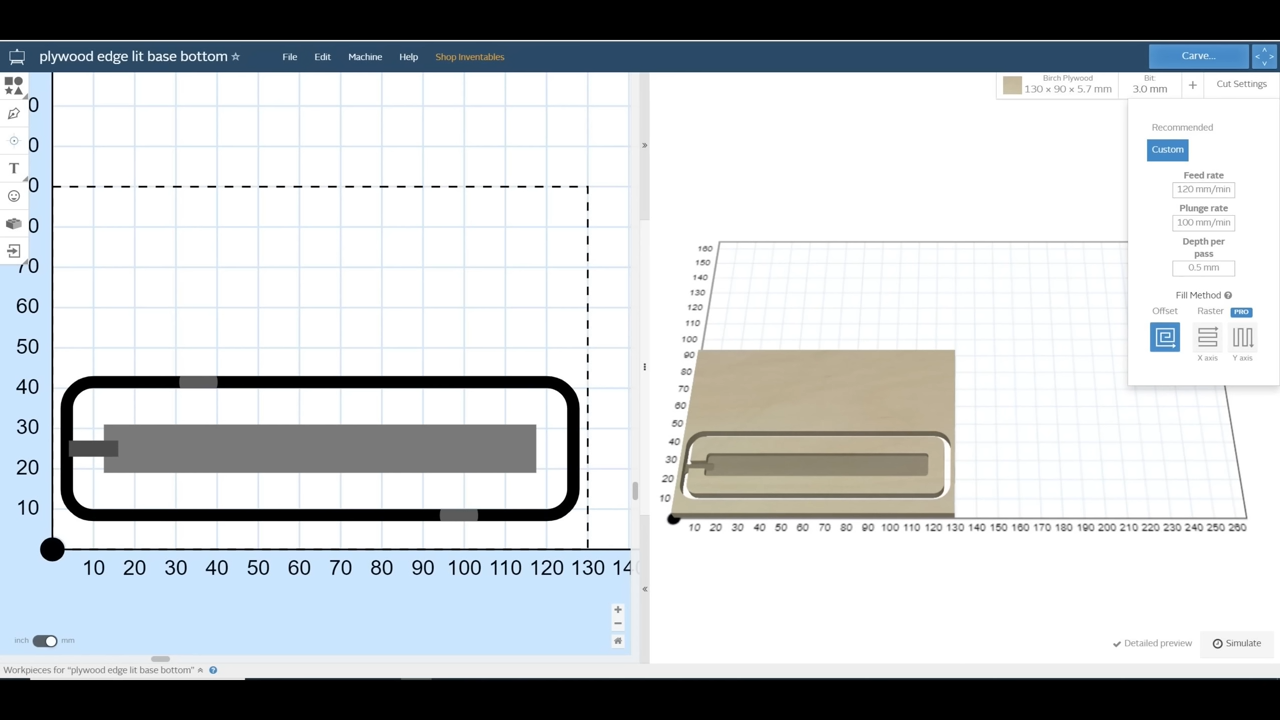 plywood edge lit base bottom ☆ File Edit Machine Help Shop Inventables Carve...
Birch Plywood
130 × 90 × 5.7 mm
Bit:
3.0 mm
+
Cut Settings
Recommended
Custom
Feed rate
120 mm/min
Plunge rate
100 mm/min
Depth per
pass
0.5 mm
Fill Method ?
Offset Raster PRO
X axis Y axis
T
0
0
0
0
70
60
50
40
30
20
10
10 20 30 40 50 60 70 80 90 100 110 120 130 14
160
150
140
130
120
110
100
90
80
70
60
50
40
30
20
10
10 20 30 40 50 60 70 80 90 100 110 120 130 140 150 160 170 180 190 200 210 220 230 240 250 260
inch mm
Detailed preview Simulate
Workpieces for “plywood edge lit base bottom” ?